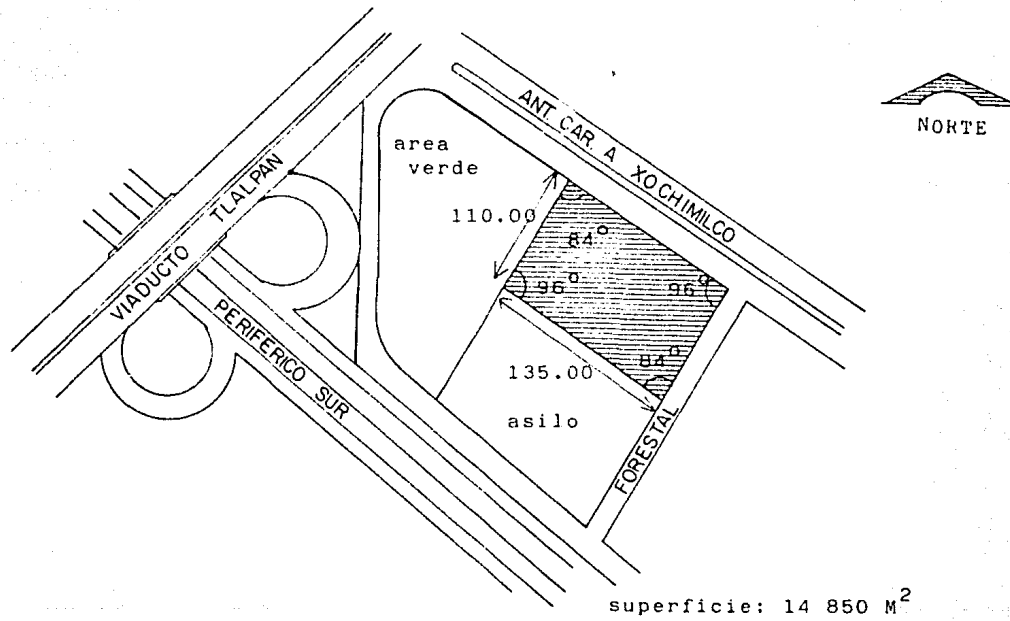 ANT. CAR. A XOCHIMILCO
NORTE
area
verde
VIADUCTO TLALPAN
110.00
84°
96°
96°
PERIFERICO SUR
84°
135.00
asilo
FORESTAL
superficie: 14 850 M²